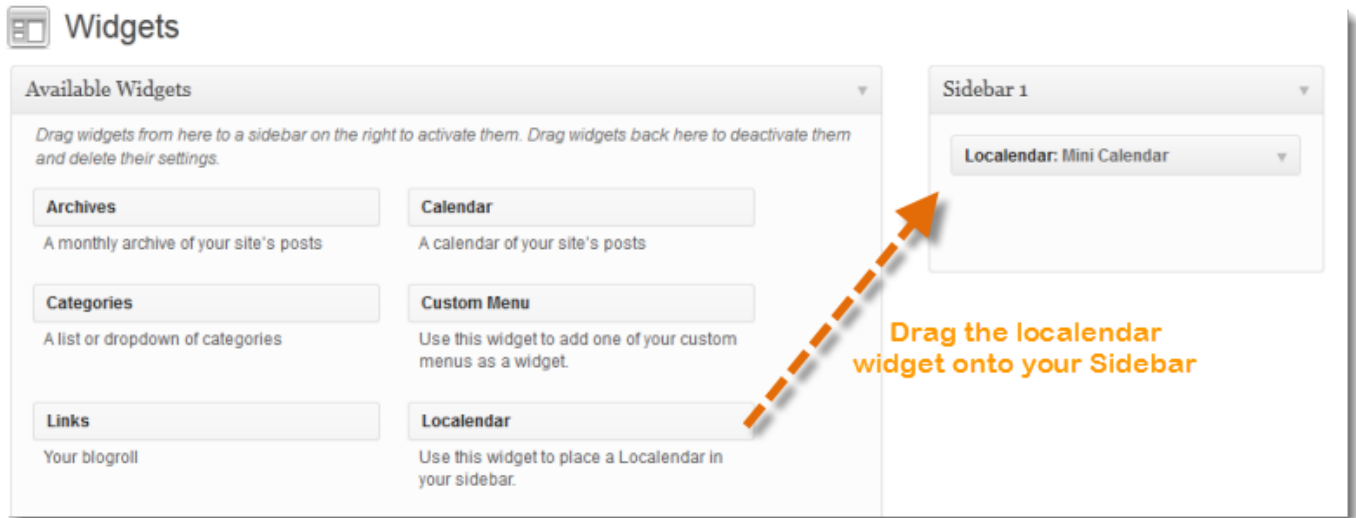 Widgets
Available Widgets
Drag widgets from here to a sidebar on the right to activate them. Drag widgets back here to deactivate them
and delete their settings.
Archives
A monthly archive of your site's posts
Calendar
A calendar of your site's posts
Categories
A list or dropdown of categories
Custom Menu
Use this widget to add one of your custom
menus as a widget.
Links
Your blogroll
Localendar
Use this widget to place a Localendar in
your sidebar.
Sidebar 1
Localendar: Mini Calendar
Drag the localendar
widget onto your Sidebar